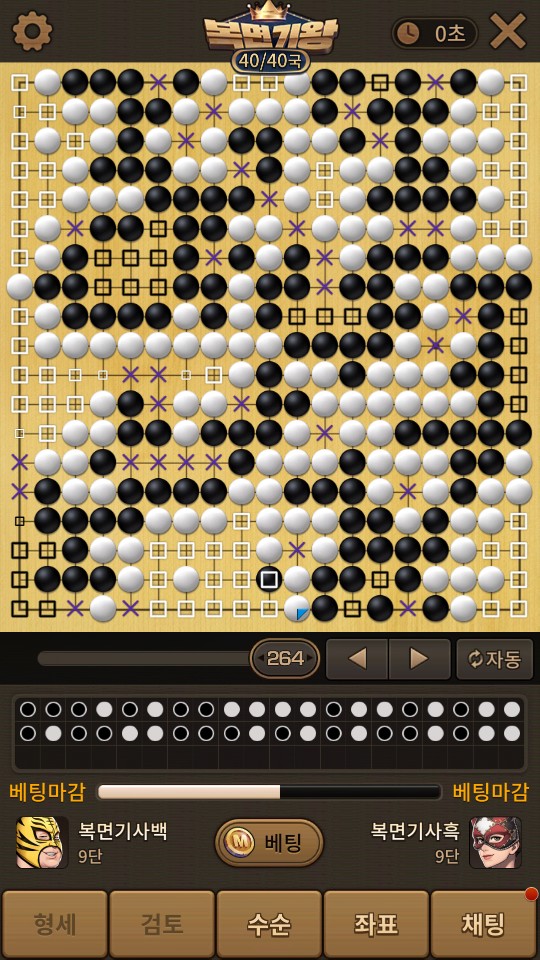 복면기왕
40/40국
0초
264
자동
베팅마감
베팅마감
복면기사백
9단
M 베팅
복면기사흑
9단
형세
검토
수순
좌표
채팅